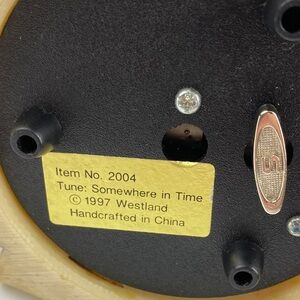 Item No. 2004
Tune: Somewhere in Time
© 1997 Westland
Handcrafted in China